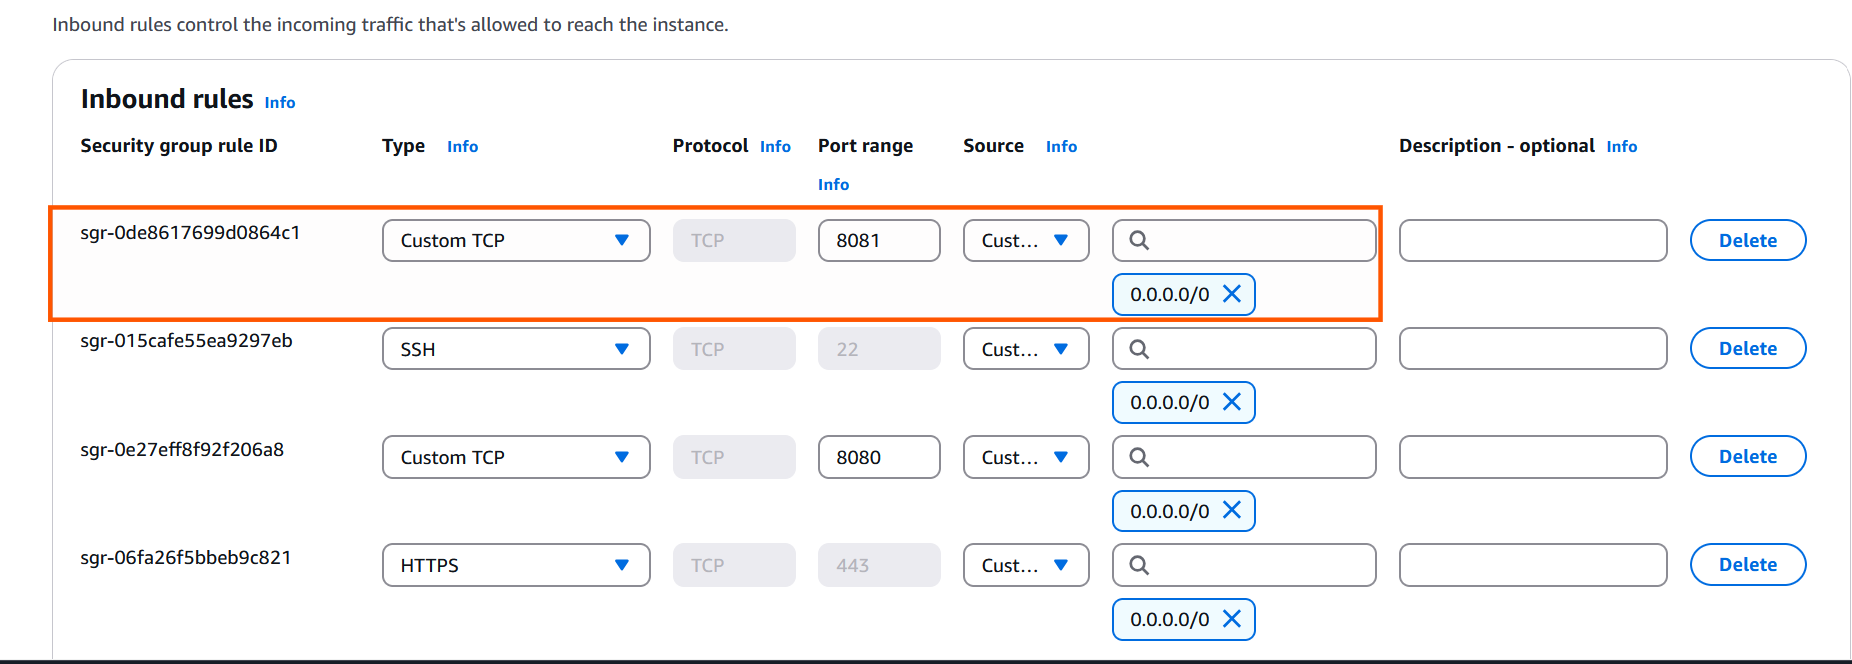 Inbound rules control the incoming traffic that's allowed to reach the instance.
Inbound rules Info
Security group rule ID Type Info Protocol Info Port range Source Info Description - optional Info
Info
sgr-0de8617699d0864c1 Custom TCP TCP 8081 Cust... Delete
0.0.0.0/0
sgr-015cafe55ea9297eb SSH TCP 22 Cust... Delete
0.0.0.0/0
sgr-0e27eff8f92f206a8 Custom TCP TCP 8080 Cust... Delete
0.0.0.0/0
sgr-06fa26f5bbeb9c821 HTTPS TCP 443 Cust... Delete
0.0.0.0/0